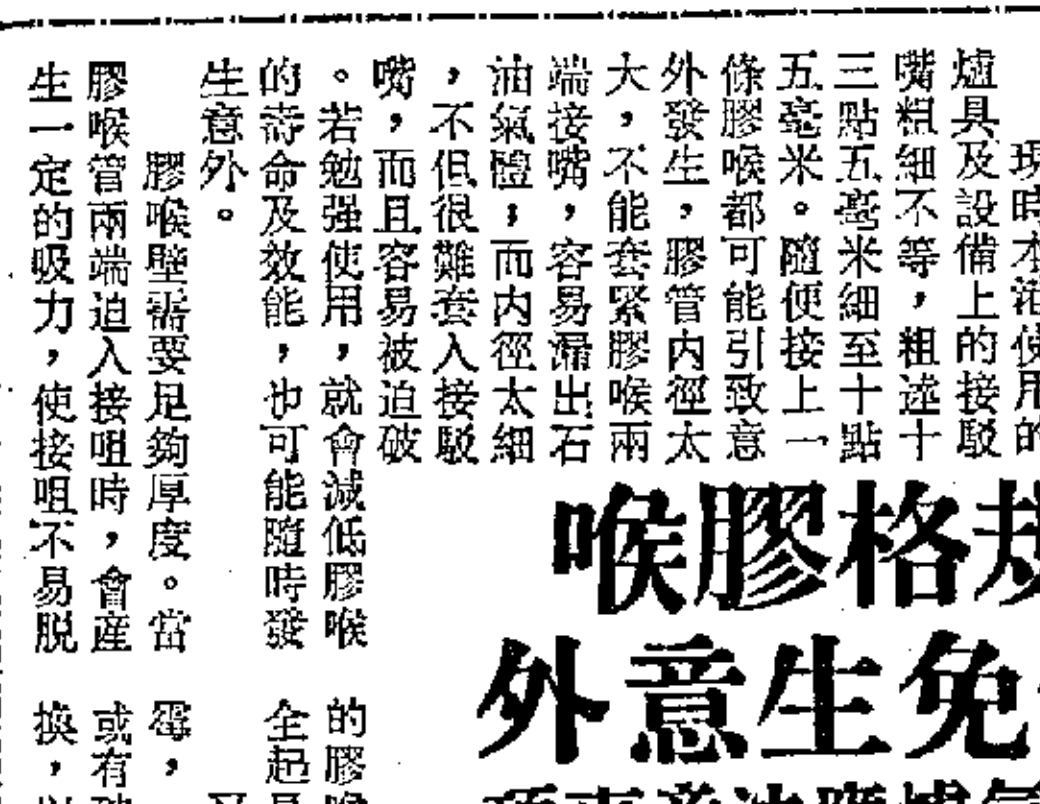 格膠喉
免生意外
現時本港使用的
爐具及設備上的接駁
嘴粗細不等,粗達十
三點五毫米細至十點
五毫米。隨便接上一
條膠喉都可能引致意
外發生,膠管內徑太
大,不能套緊膠喉兩
端接嘴,容易漏出石
油氣體;而內徑太細
,不但很難套入接駁
嘴,而且容易被迫破
。若勉强使用,就會減低膠喉
的壽命及效能,也可能隨時發
生意外。
膠喉壁需要足夠厚度。當
膠喉管兩端迫入接咀時,會産
生一定的吸力,使接咀不易脱
的膠
全起
霉,
或有
換,